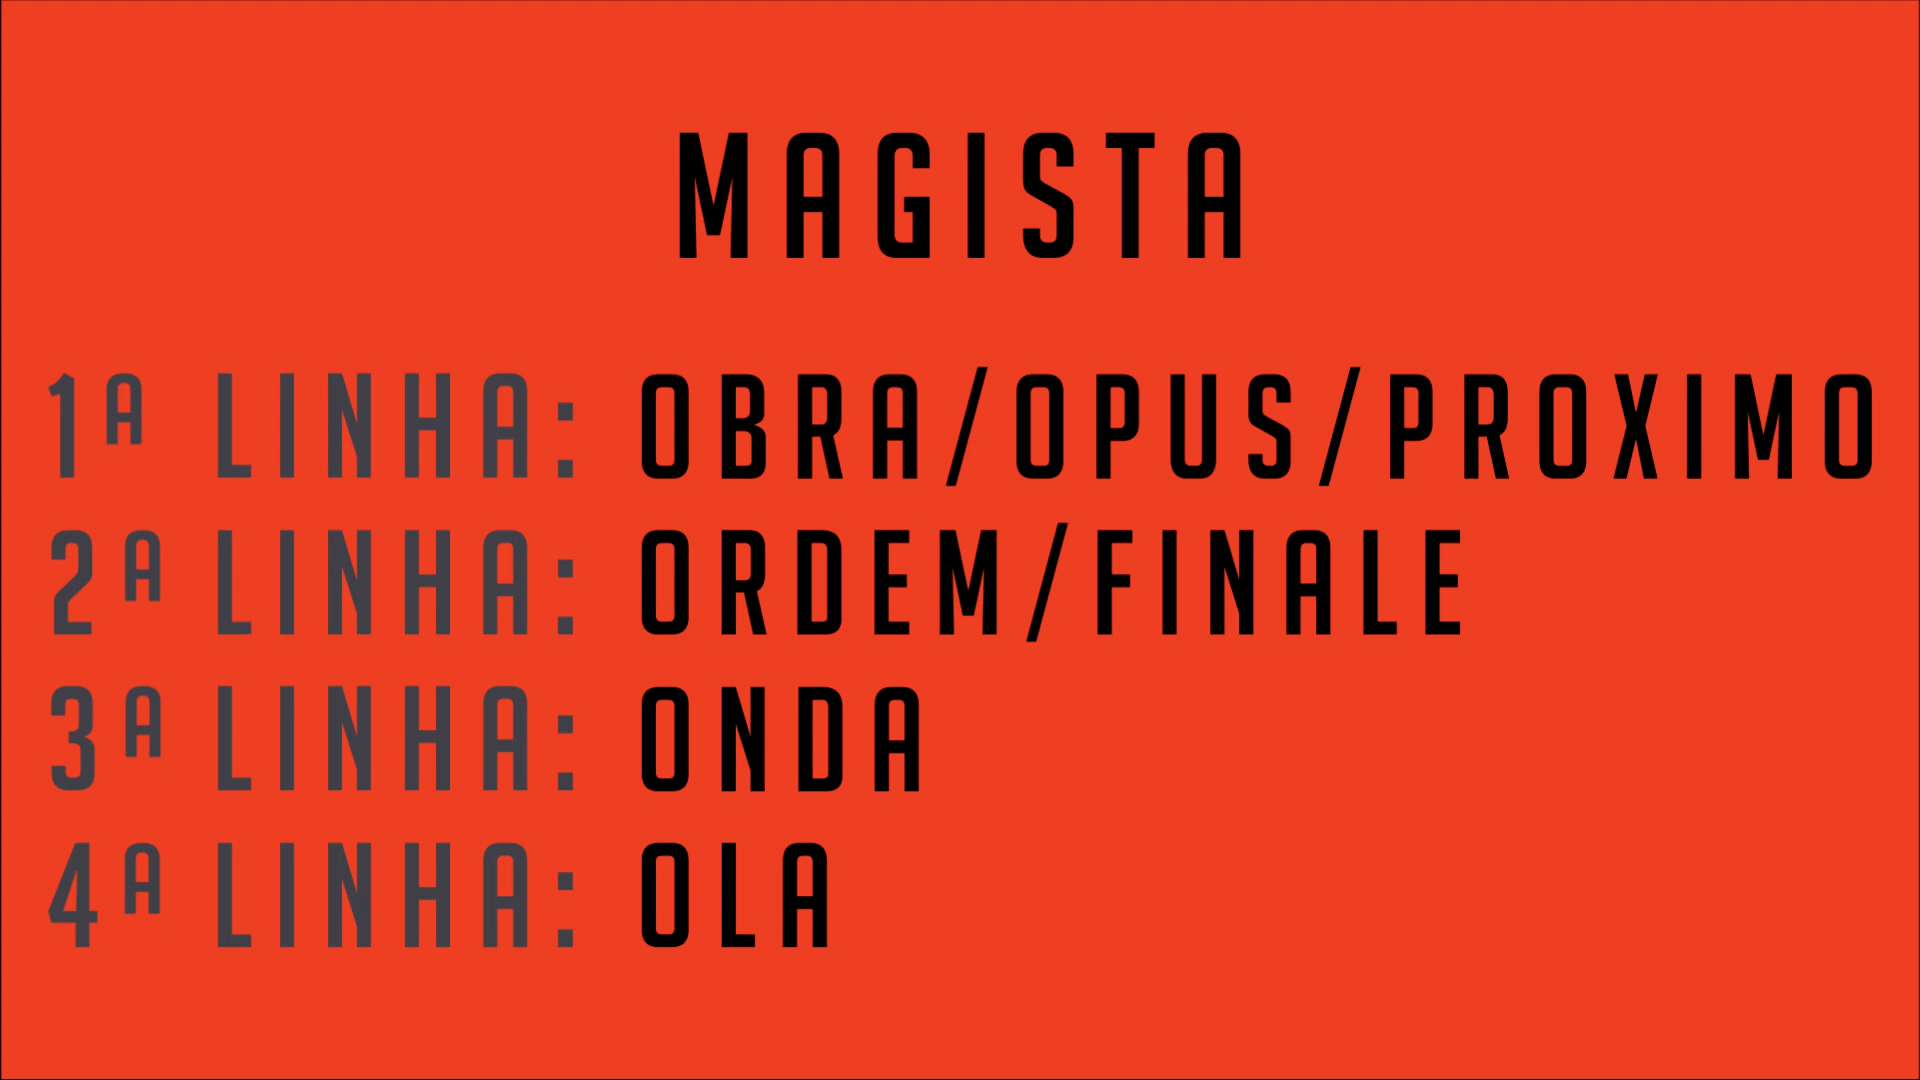 MAGISTA
1ª LINHA: OBRA/OPUS/PROXIMO
2ª LINHA: ORDEM/FINALE
3ª LINHA: ONDA
4ª LINHA: OLA